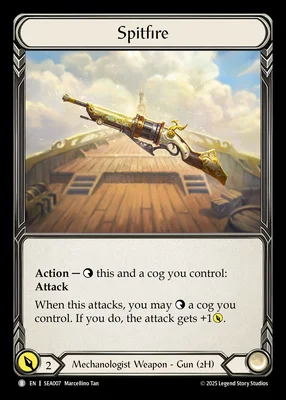 Spitfire
Action — this and a cog you control:
Attack
When this attacks, you may a cog you
control. If you do, the attack gets +1.
2
Mechanologist Weapon - Gun (2H)
EN | SEA007 Marcellino Tan
© 2025 Legend Story Studios